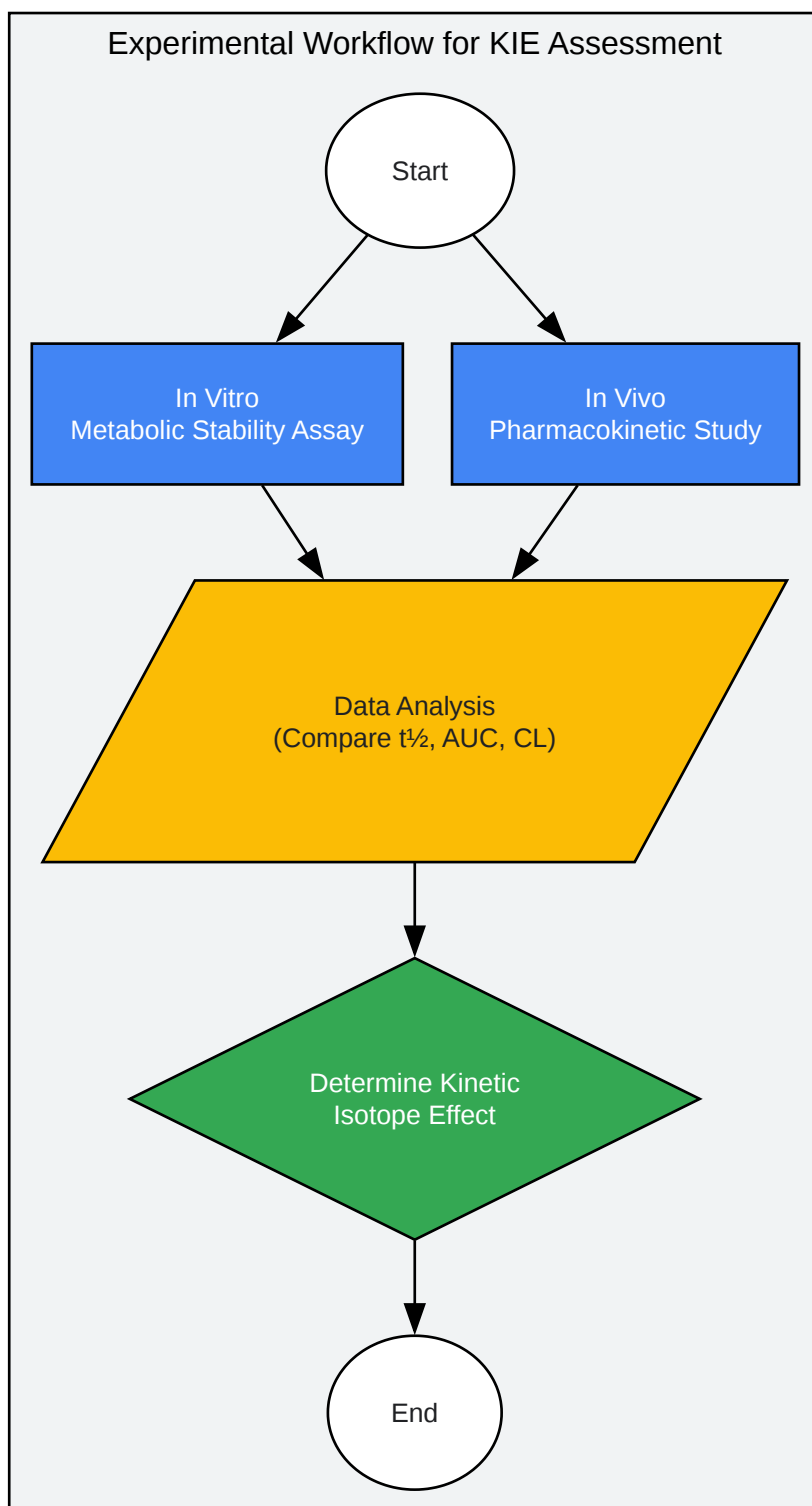 Experimental Workflow for KIE Assessment
Start
In Vitro
Metabolic Stability Assay
In Vivo
Pharmacokinetic Study
Data Analysis
(Compare t½, AUC, CL)
Determine Kinetic
Isotope Effect
End